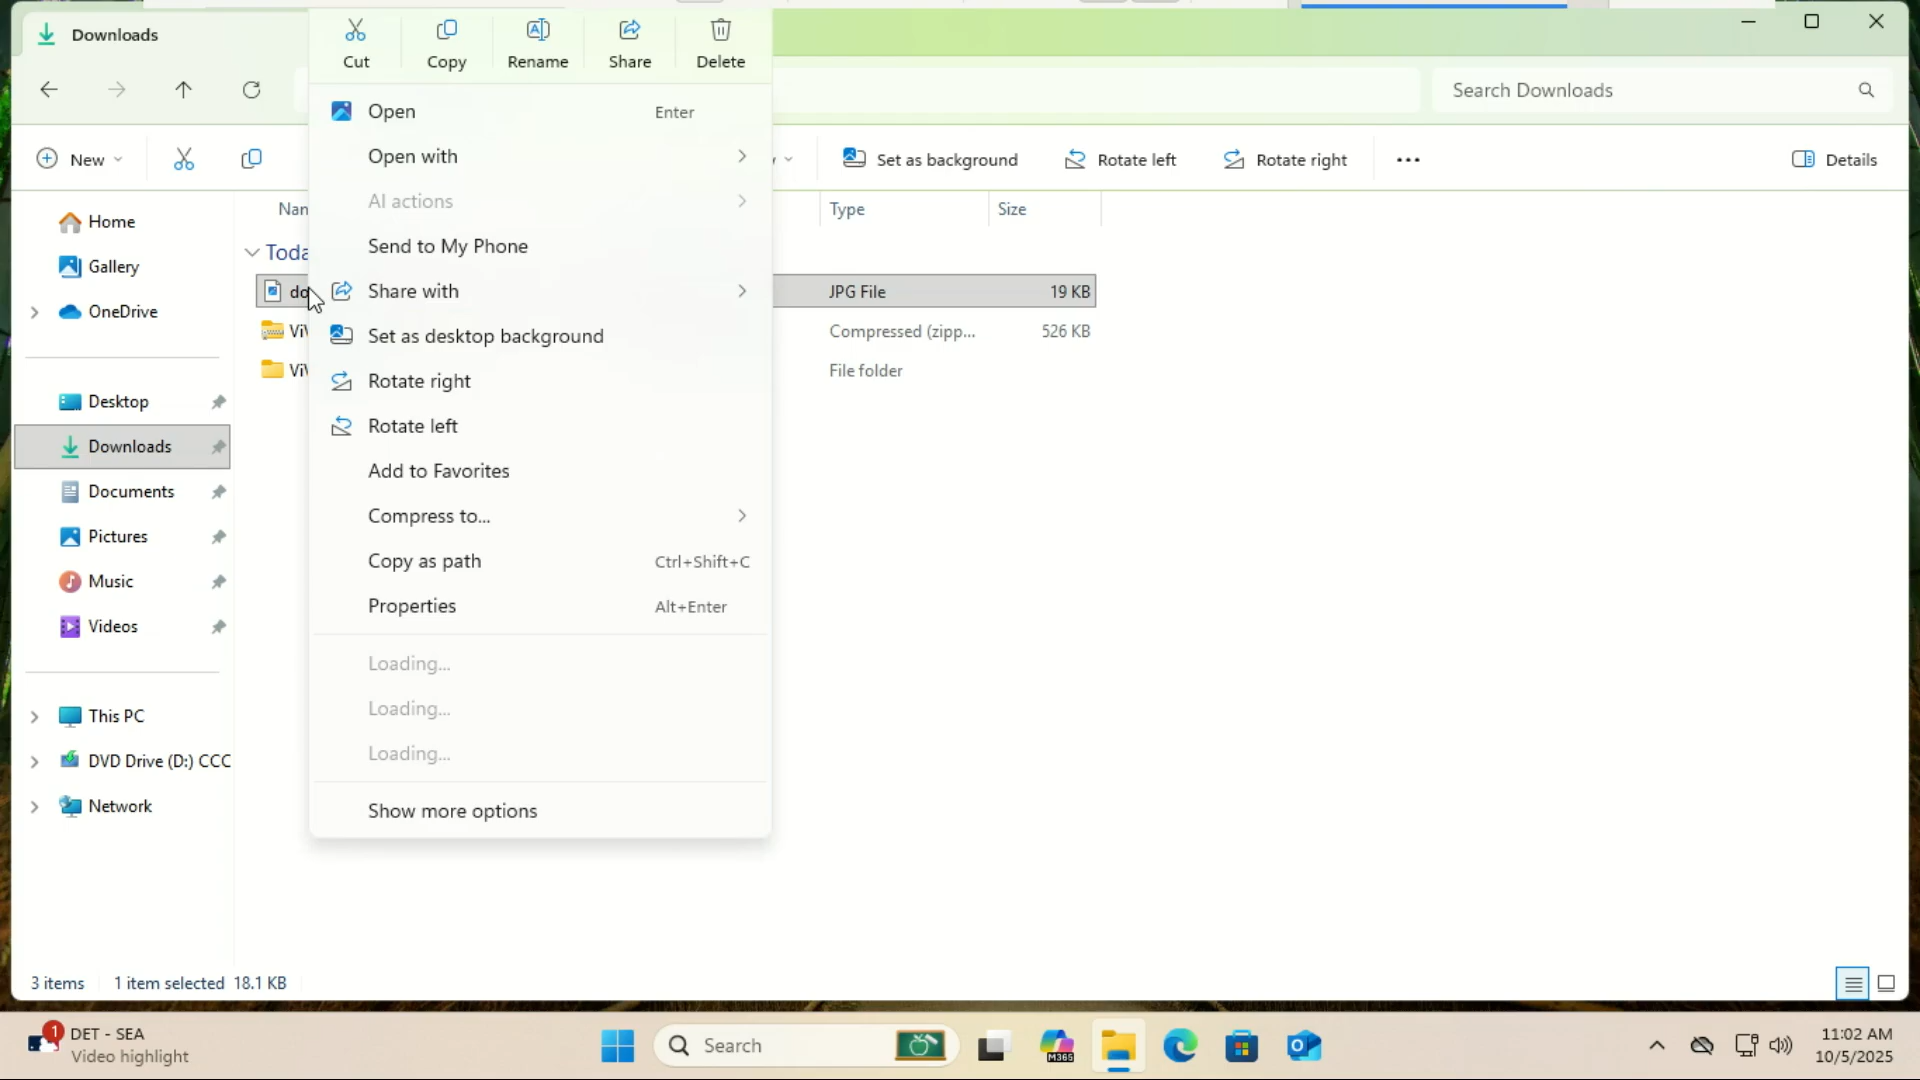 Downloads
Cut
Copy
Rename
Share
Delete
Search Downloads
Open
Enter
Open with
New
Set as background
Rotate left
Rotate right
Details
AI actions
Home
Type
Size
Send to My Phone
Gallery
Share with
JPG File
19 KB
OneDrive
Set as desktop background
Compressed (zipp...
526 KB
Rotate right
File folder
Desktop
Rotate left
Downloads
Add to Favorites
Documents
Compress to...
Pictures
Copy as path
Ctrl+Shift+C
Music
Properties
Alt+Enter
Videos
Loading...
Loading...
Loading...
This PC
DVD Drive (D:) CCC
Network
Show more options
3 items
1 item selected 18.1 KB
1
DET - SEA
Video highlight
Search
M365
11:02 AM
10/5/2025